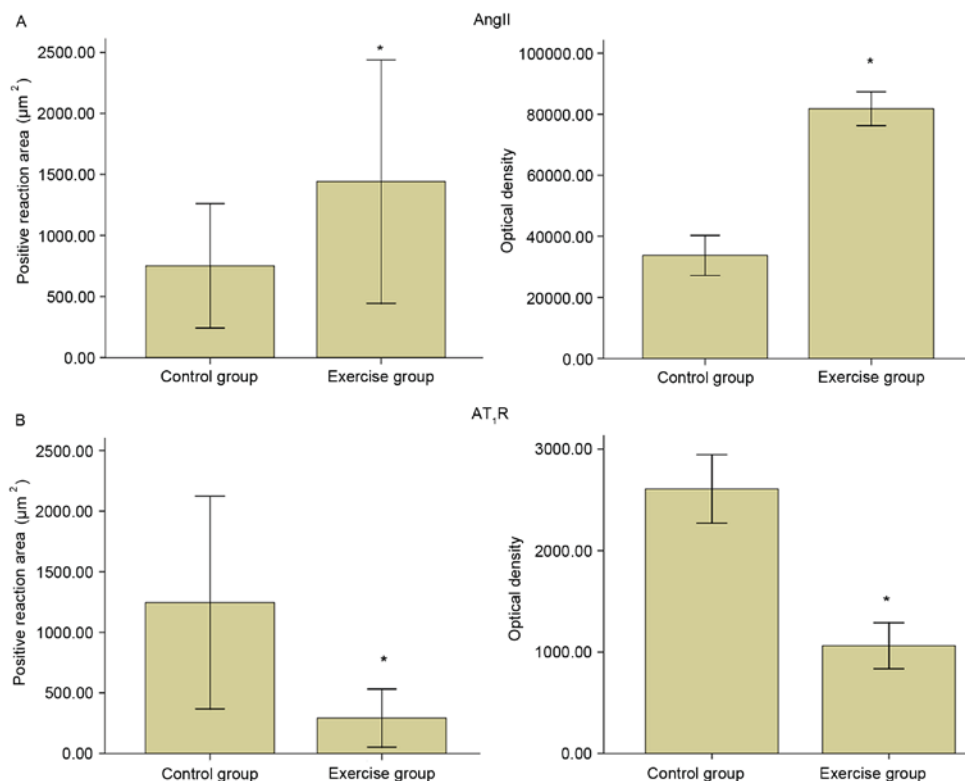 A
AngII
Positive reaction area (µm²)
2500.00
2000.00
1500.00
1000.00
500.00
0.00
*
Control group
Exercise group
Optical density
100000.00
80000.00
60000.00
40000.00
20000.00
0.00
*
Control group
Exercise group
B
AT₁R
Positive reaction area (µm²)
2500.00
2000.00
1500.00
1000.00
500.00
0.00
*
Control group
Exercise group
Optical density
3000.00
2000.00
1000.00
0.00
*
Control group
Exercise group